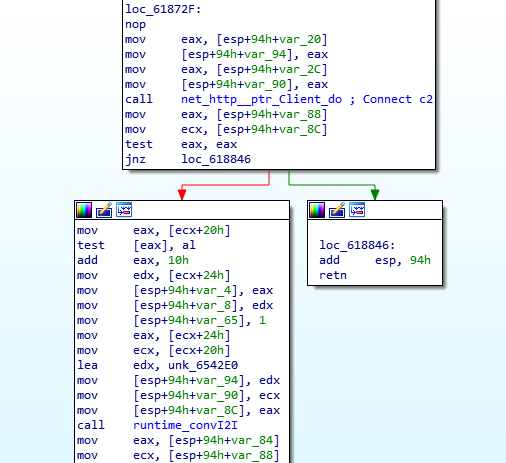 loc_61872F:
nop
mov eax, [esp+94h+var_20]
mov [esp+94h+var_94], eax
mov eax, [esp+94h+var_2C]
mov [esp+94h+var_90], eax
call net_http__ptr_Client_do ; Connect c2
mov eax, [esp+94h+var_88]
mov ecx, [esp+94h+var_8C]
test eax, eax
jnz loc_618846
mov eax, [ecx+20h]
test [eax], al
add eax, 10h
mov edx, [ecx+24h]
mov [esp+94h+var_4], eax
mov [esp+94h+var_8], edx
mov [esp+94h+var_65], 1
mov eax, [ecx+24h]
mov ecx, [ecx+20h]
lea edx, unk_6542E0
mov [esp+94h+var_94], edx
mov [esp+94h+var_90], ecx
mov [esp+94h+var_8C], eax
call runtime_convI2I
mov eax, [esp+94h+var_84]
mov ecx, [esp+94h+var_88]
loc_618846:
add esp, 94h
retn